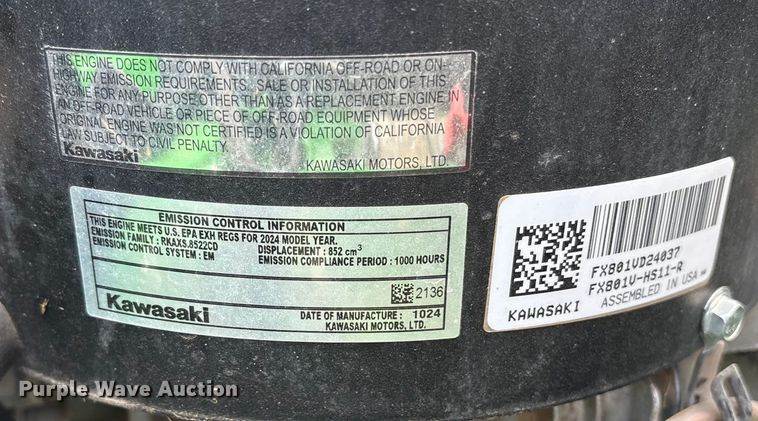 THIS ENGINE DOES NOT COMPLY WITH CALIFORNIA OFF-ROAD OR ON-
HIGHWAY EMISSION REQUIREMENTS. SALE OR INSTALLATION OF THIS
ENGINE FOR ANY PURPOSE OTHER THAN AS A REPLACEMENT ENGINE IN
AN OFF-ROAD VEHICLE OR PIECE OF OFF-ROAD EQUIPMENT WHOSE
ORIGINAL ENGINE WAS NOT CERTIFIED IS A VIOLATION OF CALIFORNIA
LAW SUBJECT TO CIVIL PENALTY.
Kawasaki
KAWASAKI MOTORS, LTD.
EMISSION CONTROL INFORMATION
THIS ENGINE MEETS U.S. EPA EXH REGS FOR 2024 MODEL YEAR.
EMISSION FAMILY : RKAXS.8522CD DISPLACEMENT : 852 cm³
EMISSION CONTROL SYSTEM : EM EMISSION COMPLIANCE PERIOD : 1000 HOURS
2136
Kawasaki
DATE OF MANUFACTURE : 1024
KAWASAKI MOTORS, LTD.
FX801VD24037
FX801V-HS11-R
ASSEMBLED IN USA
KAWASAKI
Purple Wave Auction